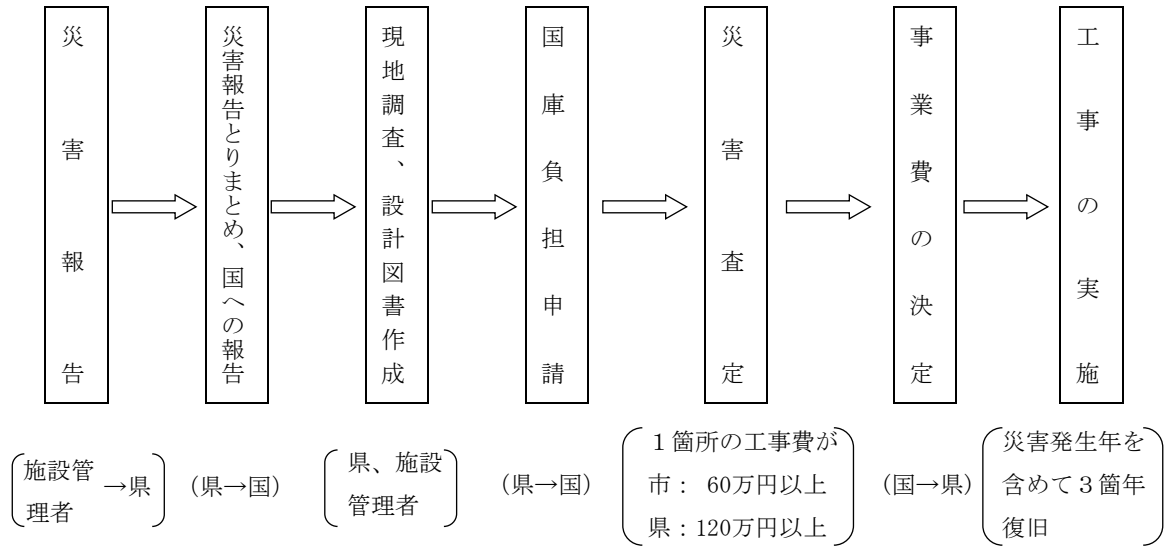 災害報告
災害報告とりまとめ、国への報告
現地調査、設計図書作成
国庫負担申請
災害査定
事業費の決定
工事の実施
施設管理者→県
(県→国)
県、施設
管理者
(県→国)
１箇所の工事費が
市： 60万円以上
県：120万円以上
(国→県)
災害発生年を
含めて３箇年
復旧